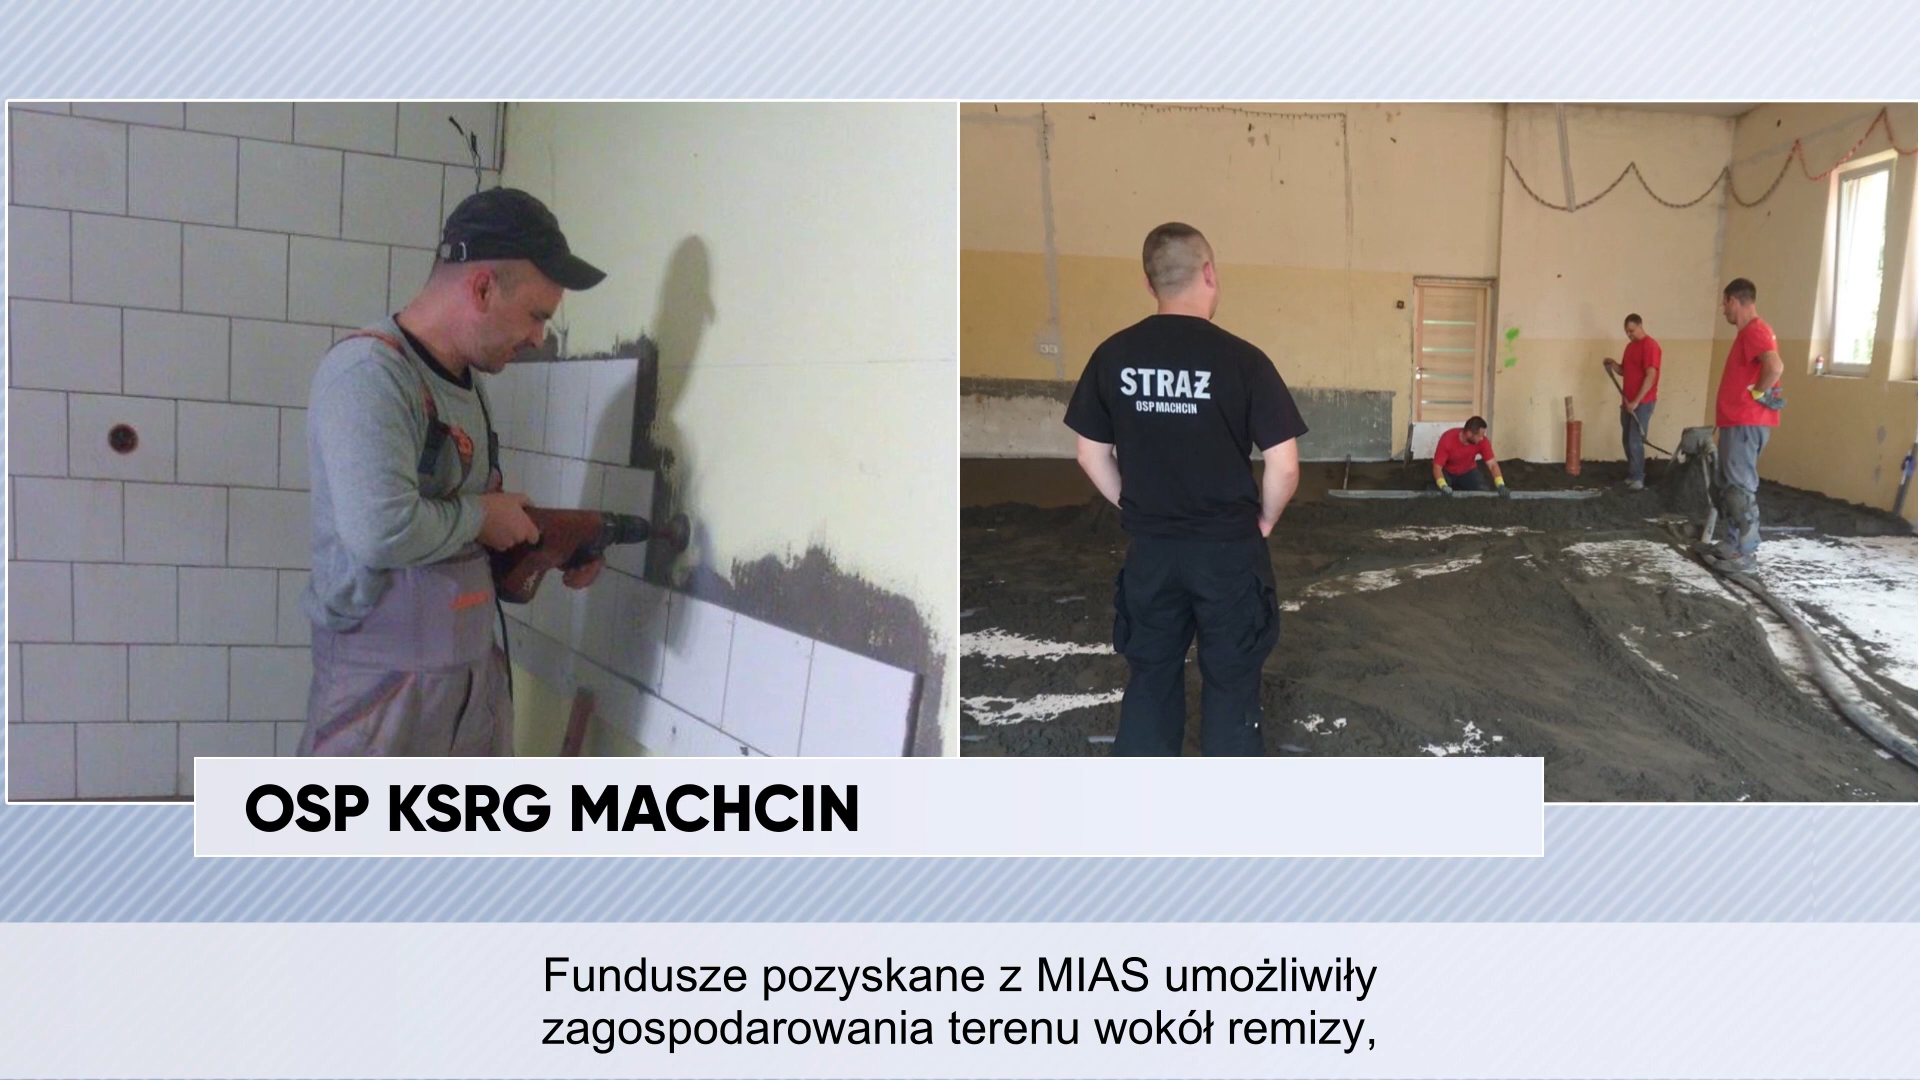 STRAŻ
OSP MACHCIN
OSP KSRG MACHCIN
Fundusze pozyskane z MIAS umożliwiły
zagospodarowania terenu wokół remizy,